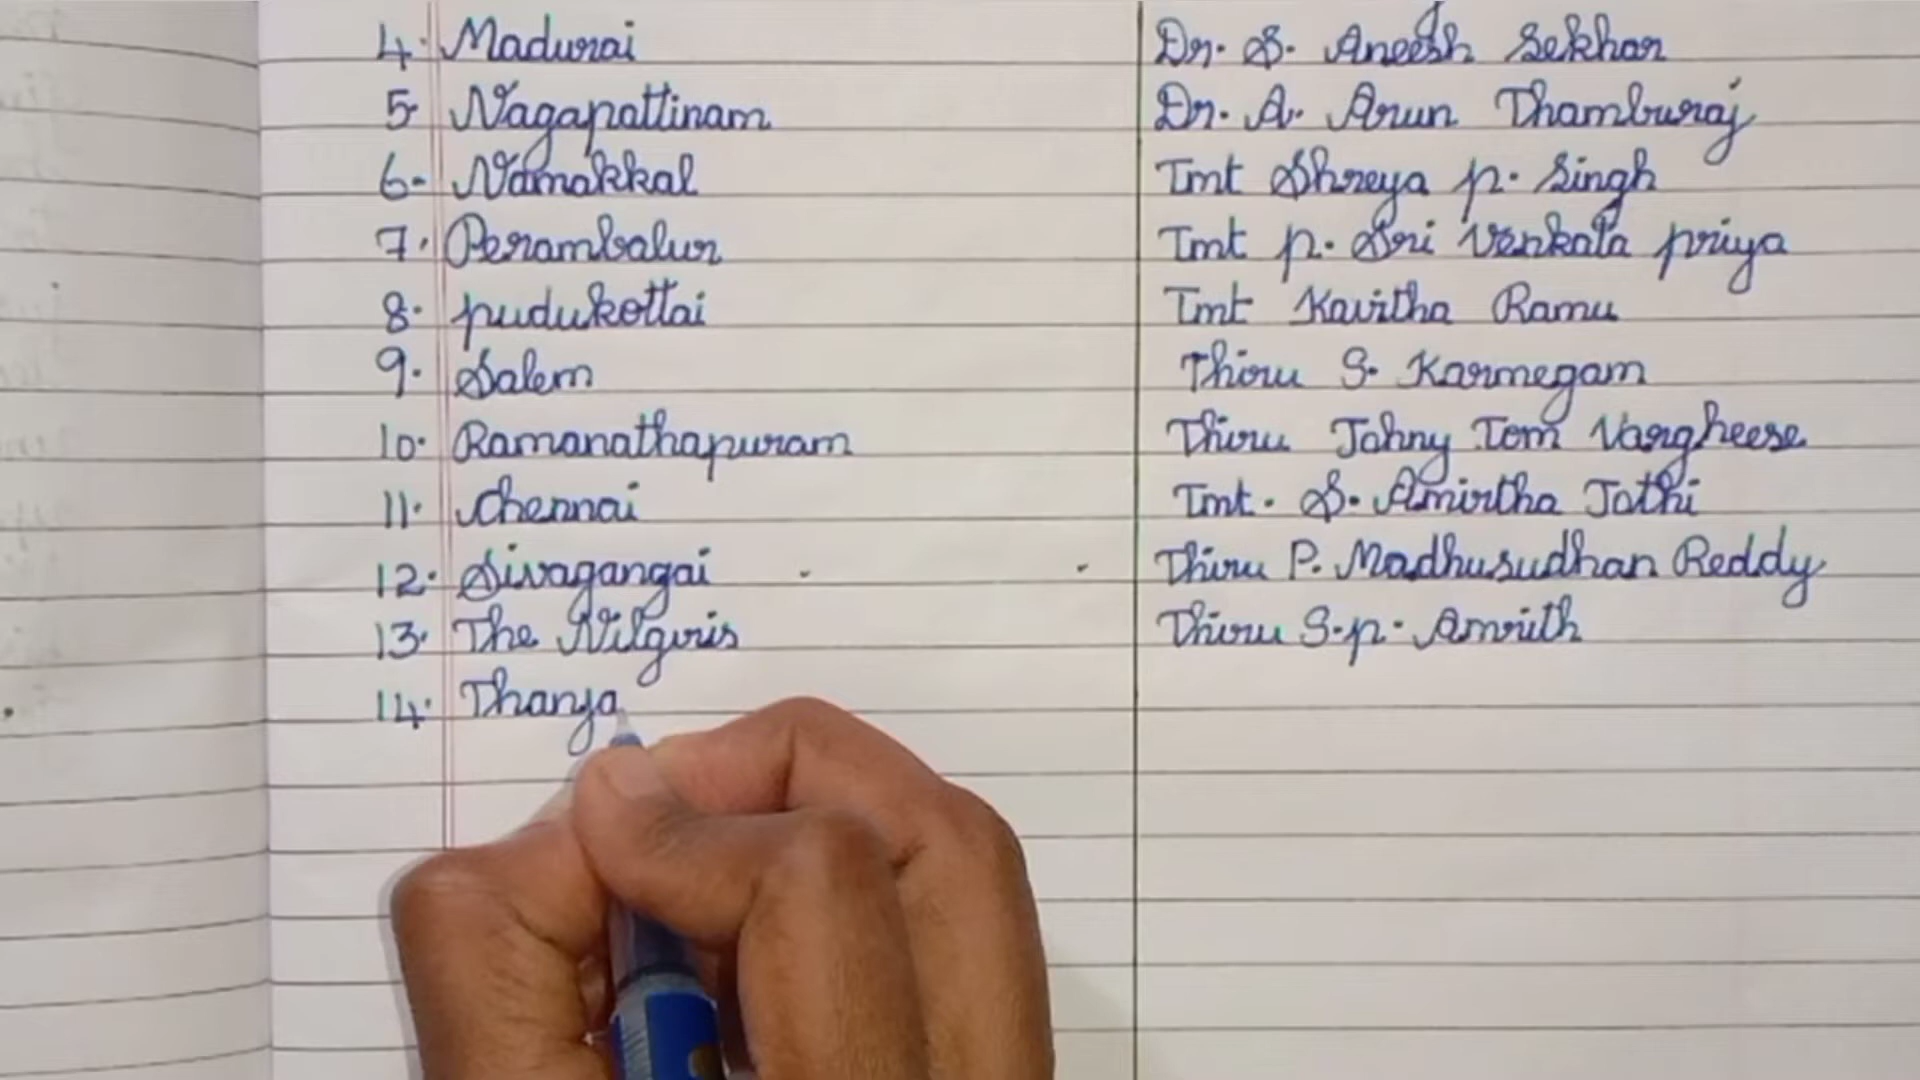 4. Madurai Dr. S. Aneesh Sekhar
5. Nagapattinam Dr. A. Arun Thamburaj
6. Namakkal Tmt Shreya p. Singh
7. Perambalur Tmt p. Sri Venkata priya
8. pudukottai Tmt Kavitha Ramu
9. Salem Thiru S. Karmegam
10. Ramanathapuram Thiru Johny Tom Vargheese
11. Chennai Tmt. S. Amirtha Jothi
12. Sivagangai Thiru P. Madhusudhan Reddy
13. The Nilgiris Thiru S.p. Amrith
14. Thanja